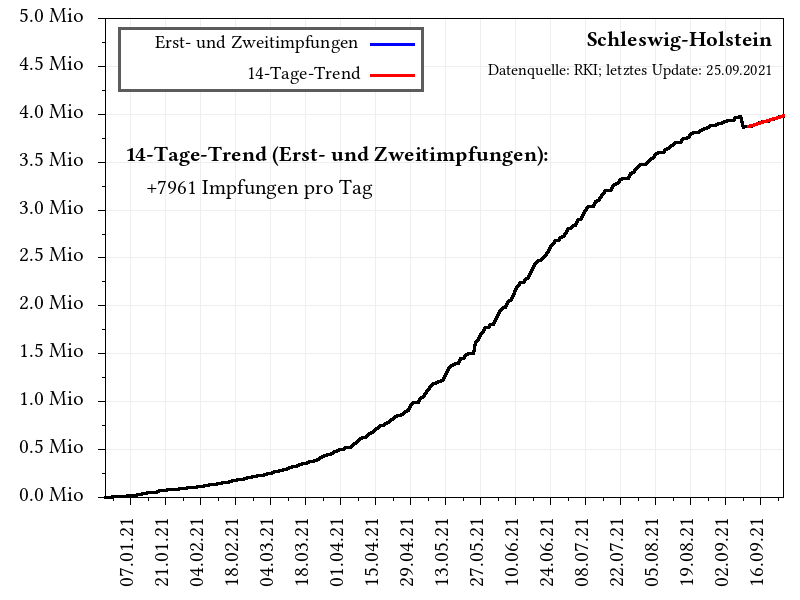 5.0 Mio
4.5 Mio
4.0 Mio
3.5 Mio
3.0 Mio
2.5 Mio
2.0 Mio
1.5 Mio
1.0 Mio
0.5 Mio
0.0 Mio
Erst- und Zweitimpfungen
14-Tage-Trend
Schleswig-Holstein
Datenquelle: RKI; letztes Update: 25.09.2021
14-Tage-Trend (Erst- und Zweitimpfungen):
+7961 Impfungen pro Tag
07.01.21
21.01.21
04.02.21
18.02.21
04.03.21
18.03.21
01.04.21
15.04.21
29.04.21
13.05.21
27.05.21
10.06.21
24.06.21
08.07.21
22.07.21
05.08.21
19.08.21
02.09.21
16.09.21